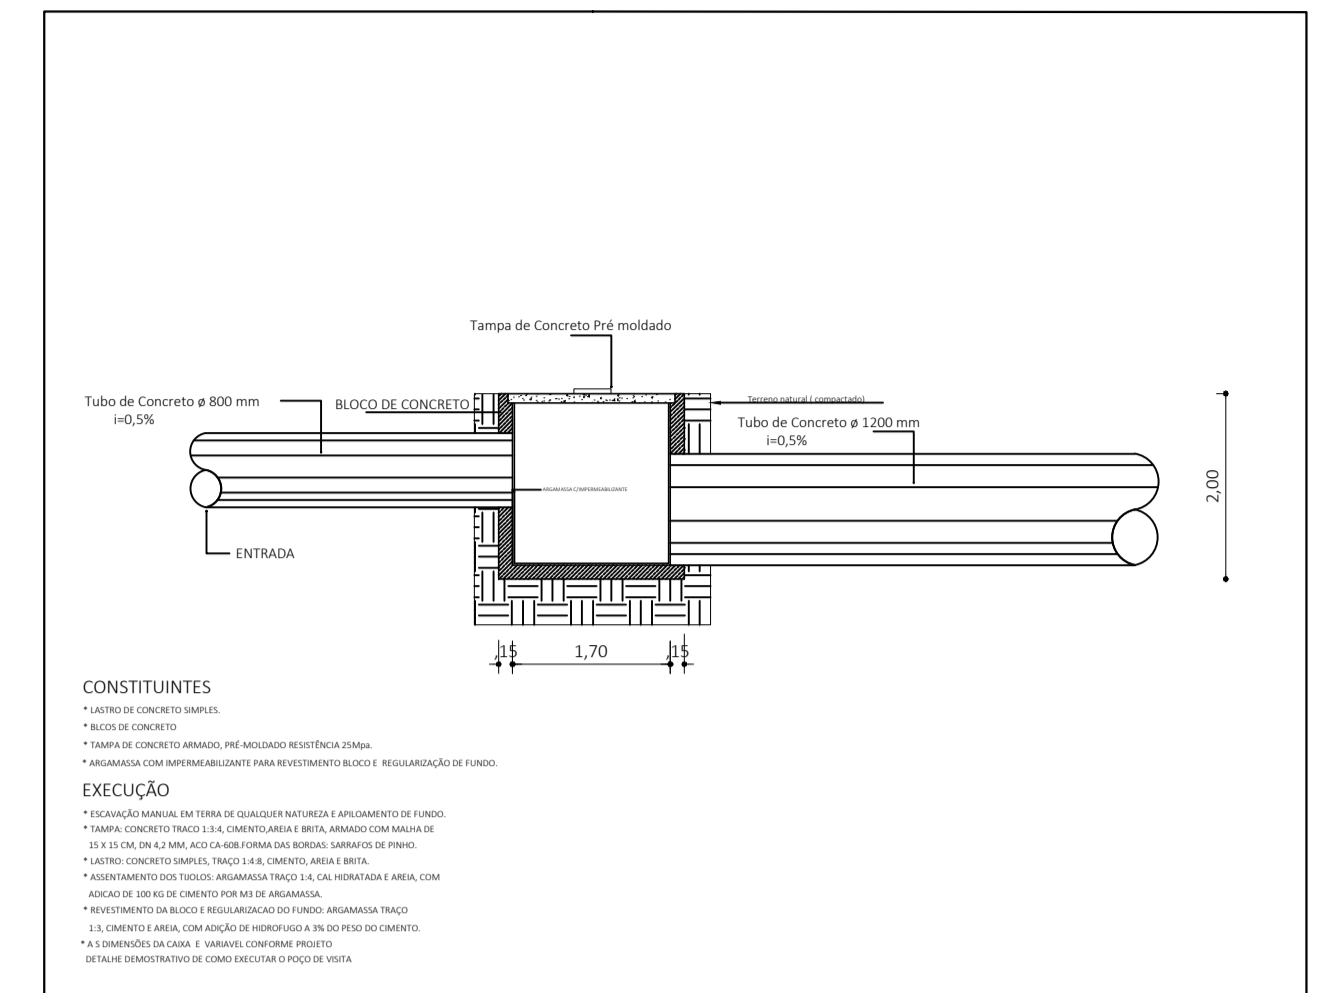 Tampa de Concreto Pré moldado
Tubo de Concreto ø 800 mm
i=0,5%
BLOCO DE CONCRETO
Terreno natural ( compactado)
Tubo de Concreto ø 1200 mm
i=0,5%
ARGAMASSA C/IMPERMEABILIZANTE
2,00
ENTRADA
,15
1,70
,15
CONSTITUINTES
* LASTRO DE CONCRETO SIMPLES.
* BLCOS DE CONCRETO
* TAMPA DE CONCRETO ARMADO, PRÉ-MOLDADO RESISTÊNCIA 25Mpa.
* ARGAMASSA COM IMPERMEABILIZANTE PARA REVESTIMENTO BLOCO E REGULARIZAÇÃO DE FUNDO.
EXECUÇÃO
* ESCAVAÇÃO MANUAL EM TERRA DE QUALQUER NATUREZA E APILOAMENTO DE FUNDO.
* TAMPA: CONCRETO TRACO 1:3:4, CIMENTO,AREIA E BRITA, ARMADO COM MALHA DE
15 X 15 CM, DN 4,2 MM, ACO CA-60B.FORMA DAS BORDAS: SARRAFOS DE PINHO.
* LASTRO: CONCRETO SIMPLES, TRAÇO 1:4:8, CIMENTO, AREIA E BRITA.
* ASSENTAMENTO DOS TIJOLOS: ARGAMASSA TRAÇO 1:4, CAL HIDRATADA E AREIA, COM
ADICAO DE 100 KG DE CIMENTO POR M3 DE ARGAMASSA.
* REVESTIMENTO DA BLOCO E REGULARIZACAO DO FUNDO: ARGAMASSA TRAÇO
1:3, CIMENTO E AREIA, COM ADIÇÃO DE HIDROFUGO A 3% DO PESO DO CIMENTO.
* A S DIMENSÕES DA CAIXA E VARIAVEL CONFORME PROJETO
DETALHE DEMOSTRATIVO DE COMO EXECUTAR O POÇO DE VISITA